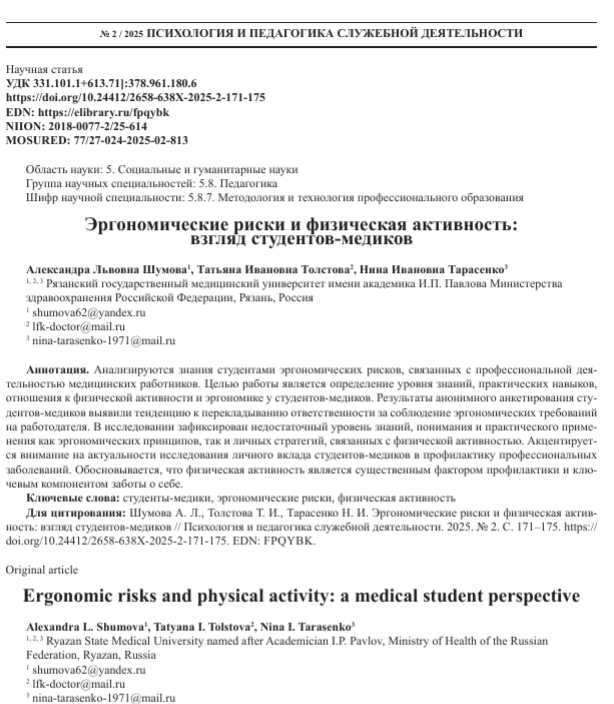 № 2 / 2025 ПСИХОЛОГИЯ И ПЕДАГОГИКА СЛУЖЕБНОЙ ДЕЯТЕЛЬНОСТИ
Научная статья
УДК 331.101.1+613.71|:378.961.180.6
https://doi.org/10.24412/2658-638X-2025-2-171-175
EDN: https://elibrary.ru/fpqybk
NIION: 2018-0077-2/25-614
MOSURED: 77/27-024-2025-02-813
Область науки: 5. Социальные и гуманитарные науки
Группа научных специальностей: 5.8. Педагогика
Шифр научной специальности: 5.8.7. Методология и технология профессионального образования
Эргономические риски и физическая активность:
взгляд студентов-медиков
Александра Львовна Шумова¹, Татьяна Ивановна Толстова², Нина Ивановна Тарасенко³
¹, ², ³ Рязанский государственный медицинский университет имени академика И.П. Павлова Министерства
здравоохранения Российской Федерации, Рязань, Россия
¹ shumova62@yandex.ru
² lfk-doctor@mail.ru
³ nina-tarasenko-1971@mail.ru
Аннотация. Анализируются знания студентами эргономических рисков, связанных с профессиональной дея-
тельностью медицинских работников. Целью работы является определение уровня знаний, практических навыков,
отношения к физической активности и эргономике у студентов-медиков. Результаты анонимного анкетирования сту-
дентов-медиков выявили тенденцию к перекладыванию ответственности за соблюдение эргономических требований
на работодателя. В исследовании зафиксирован недостаточный уровень знаний, понимания и практического приме-
нения как эргономических принципов, так и личных стратегий, связанных с физической активностью. Акцентирует-
ся внимание на актуальности исследования личного вклада студентов-медиков в профилактику профессиональных
заболеваний. Обосновывается, что физическая активность является существенным фактором профилактики и клю-
чевым компонентом заботы о себе.
Ключевые слова: студенты-медики, эргономические риски, физическая активность
Для цитирования: Шумова А. Л., Толстова Т. И., Тарасенко Н. И. Эргономические риски и физическая актив-
ность: взгляд студентов-медиков // Психология и педагогика служебной деятельности. 2025. № 2. С. 171–175. https://
doi.org/10.24412/2658-638X-2025-2-171-175. EDN: FPQYBK.
Original article
Ergonomic risks and physical activity: a medical student perspective
Alexandra L. Shumova¹, Tatyana I. Tolstova², Nina I. Tarasenko³
¹, ², ³ Ryazan State Medical University named after Academician I.P. Pavlov, Ministry of Health of the Russian
Federation, Ryazan, Russia
¹ shumova62@yandex.ru
² lfk-doctor@mail.ru
³ nina-tarasenko-1971@mail.ru